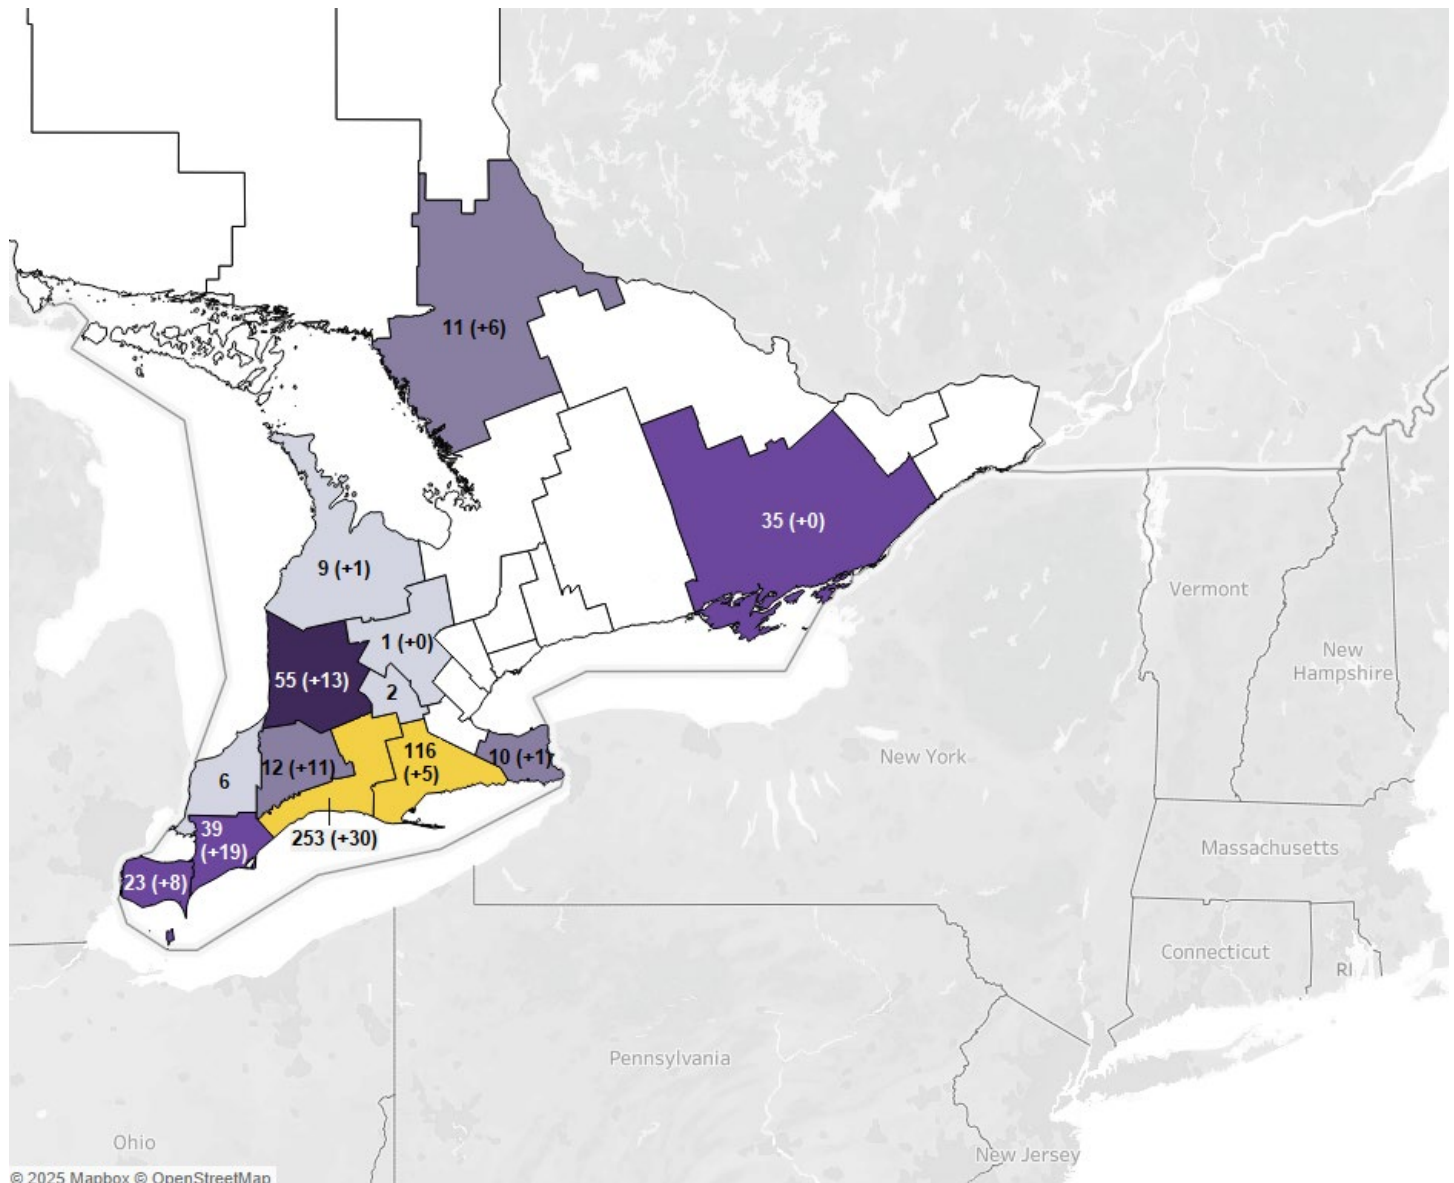 11 (+6)
35 (+0)
9 (+1)
Vermont
1 (+0)
New
Hampshire
55 (+13)
2
116
(+5)
10 (+1)
New York
12 (+11)
6
39
(+19)
253 (+30)
Massachusetts
23 (+8)
Connecticut
RI
Pennsylvania
Ohio
New Jersey
© 2025 Mapbox © OpenStreetMap